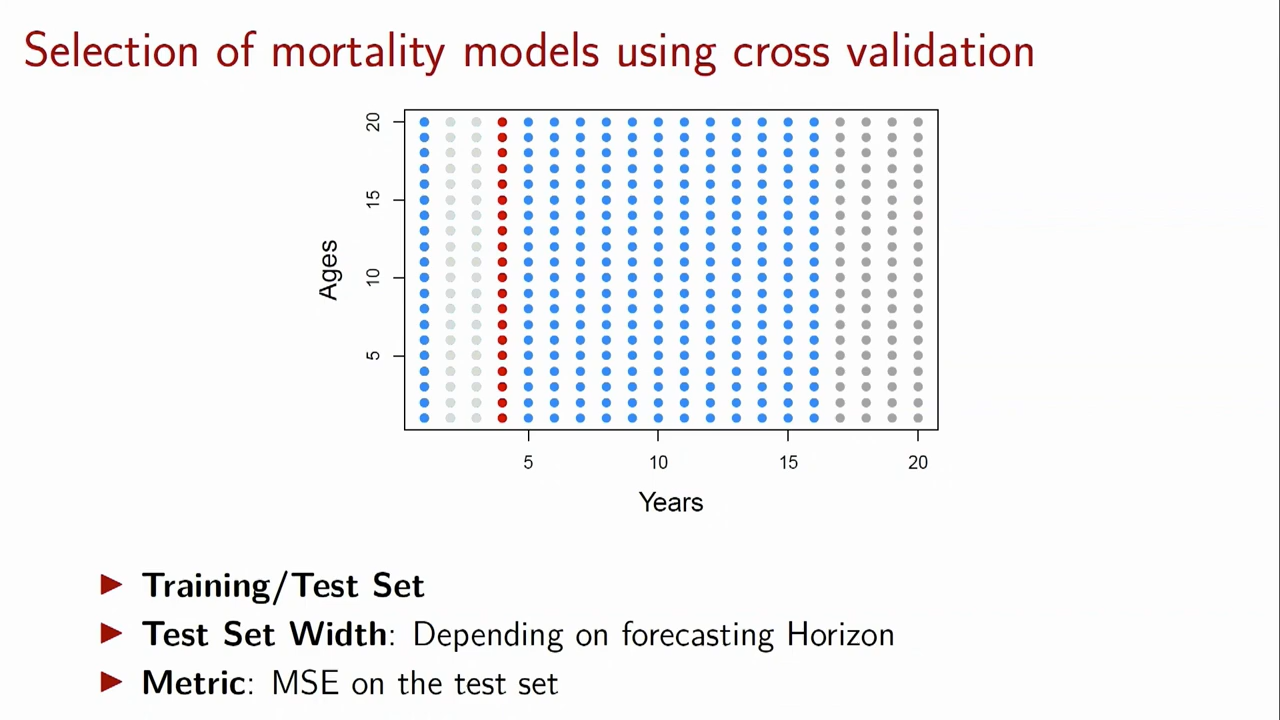 Selection of mortality models using cross validation
20
15
10
5
Ages
5 10 15 20
Years
Training/Test Set
Test Set Width: Depending on forecasting Horizon
Metric: MSE on the test set